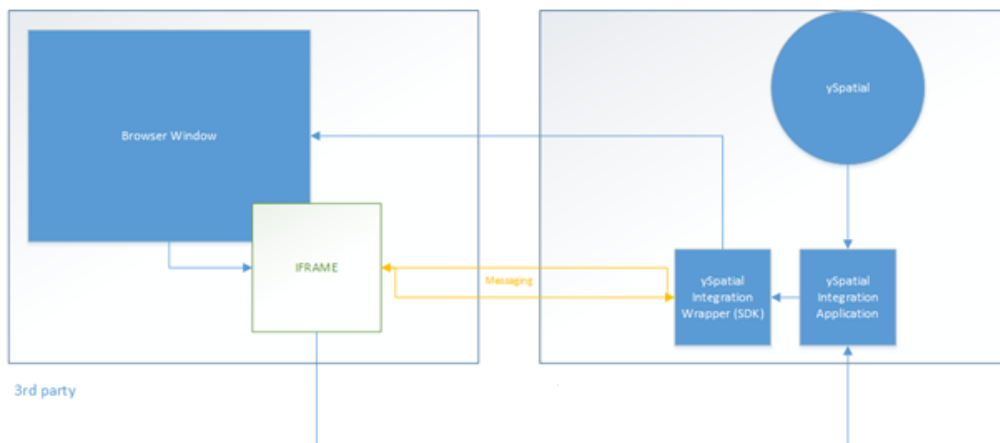 Browser Window
ySpatial
IFRAME
Messaging
ySpatial
Integration
Wrapper (SDK)
ySpatial
Integration
Application
3rd party